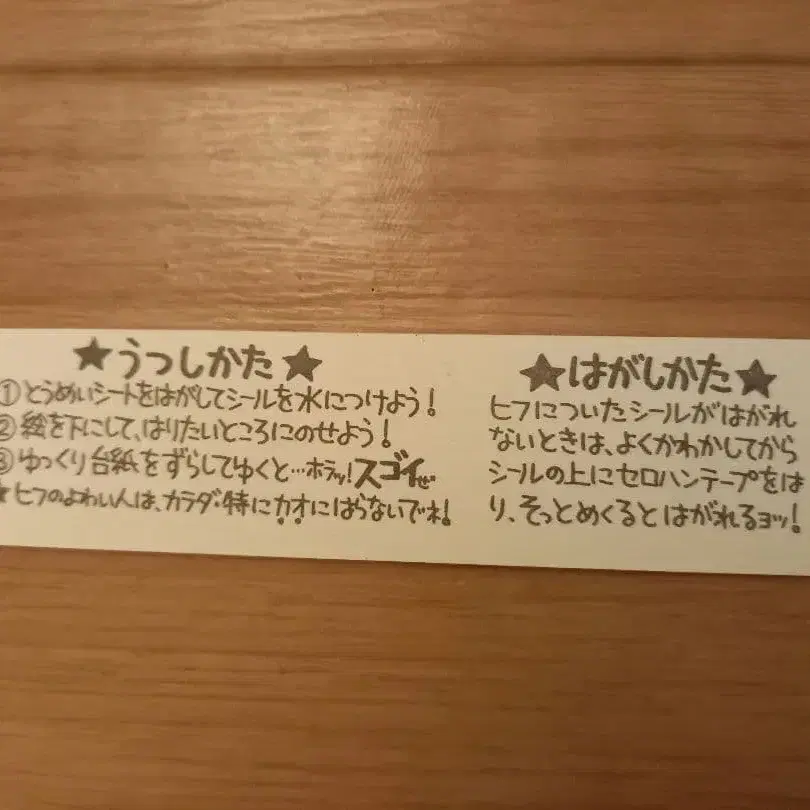 ★うつしかた★
①とうめいシートをはがしてシールを水につけよう!
②絵を下にして、はりたいところにのせよう!
③ゆっくり台紙をずらしてゆくと…ホラッ!スゴイぜ
★ヒフのよわい人は、カラダ・特にカオにはらないでネ!
★はがしかた★
ヒフについたシールがはがれ
ないときは、よくかわかしてから
シールの上にセロハンテープをは
り、そっとめくるとはがれるヨッ!